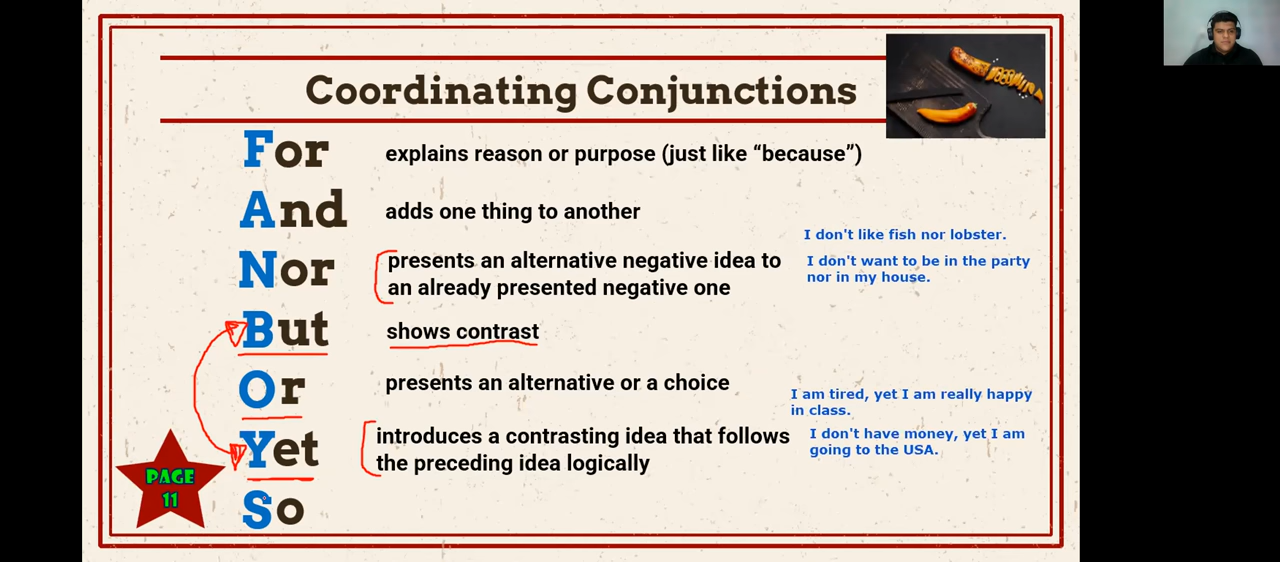 Coordinating Conjunctions
For
explains reason or purpose (just like “because”)
And
adds one thing to another
I don't like fish nor lobster.
Nor
presents an alternative negative idea to
an already presented negative one
I don't want to be in the party
nor in my house.
But
shows contrast
Or
presents an alternative or a choice
I am tired, yet I am really happy
in class.
Yet
introduces a contrasting idea that follows
the preceding idea logically
I don't have money, yet I am
going to the USA.
PAGE
11
So